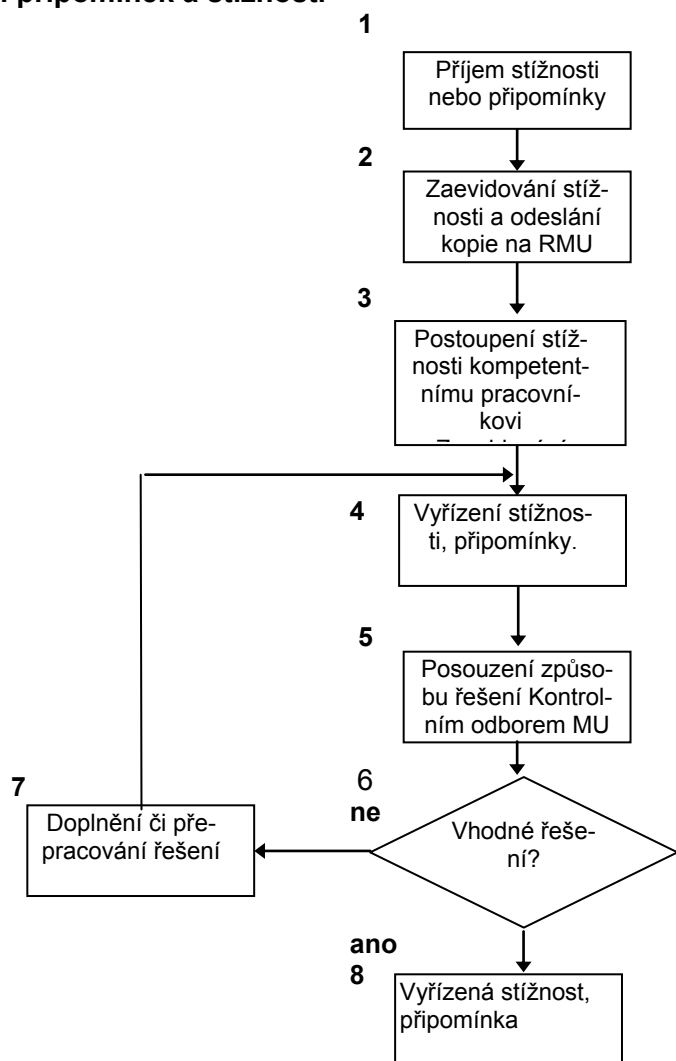 připomínek a stížností
1
Příjem stížnosti
nebo připomínky
2
Zaevidování stíž-
nosti a odeslání
kopie na RMU
3
Postoupení stíž-
nosti kompetent-
nímu pracovní-
kovi
4
Vyřízení stížnos-
ti, připomínky.
5
Posouzení způso-
bu řešení Kontrol-
ním odborem MU
6
ne
Vhodné řeše-
ní?
7
Doplnění či pře-
pracování řešení
ano
8
Vyřízená stížnost,
připomínka